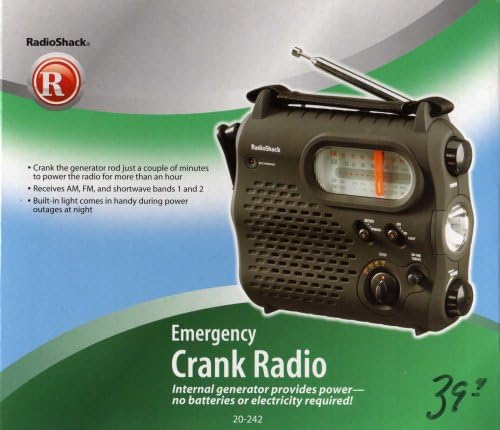 RadioShack®
R
• Crank the generator rod just a couple of minutes
to power the radio for more than an hour
• Receives AM, FM, and shortwave bands 1 and 2
• Built-in light comes in handy during power
outages at night
RadioShack
Emergency
Crank Radio
Internal generator provides power—
no batteries or electricity required!
20-242